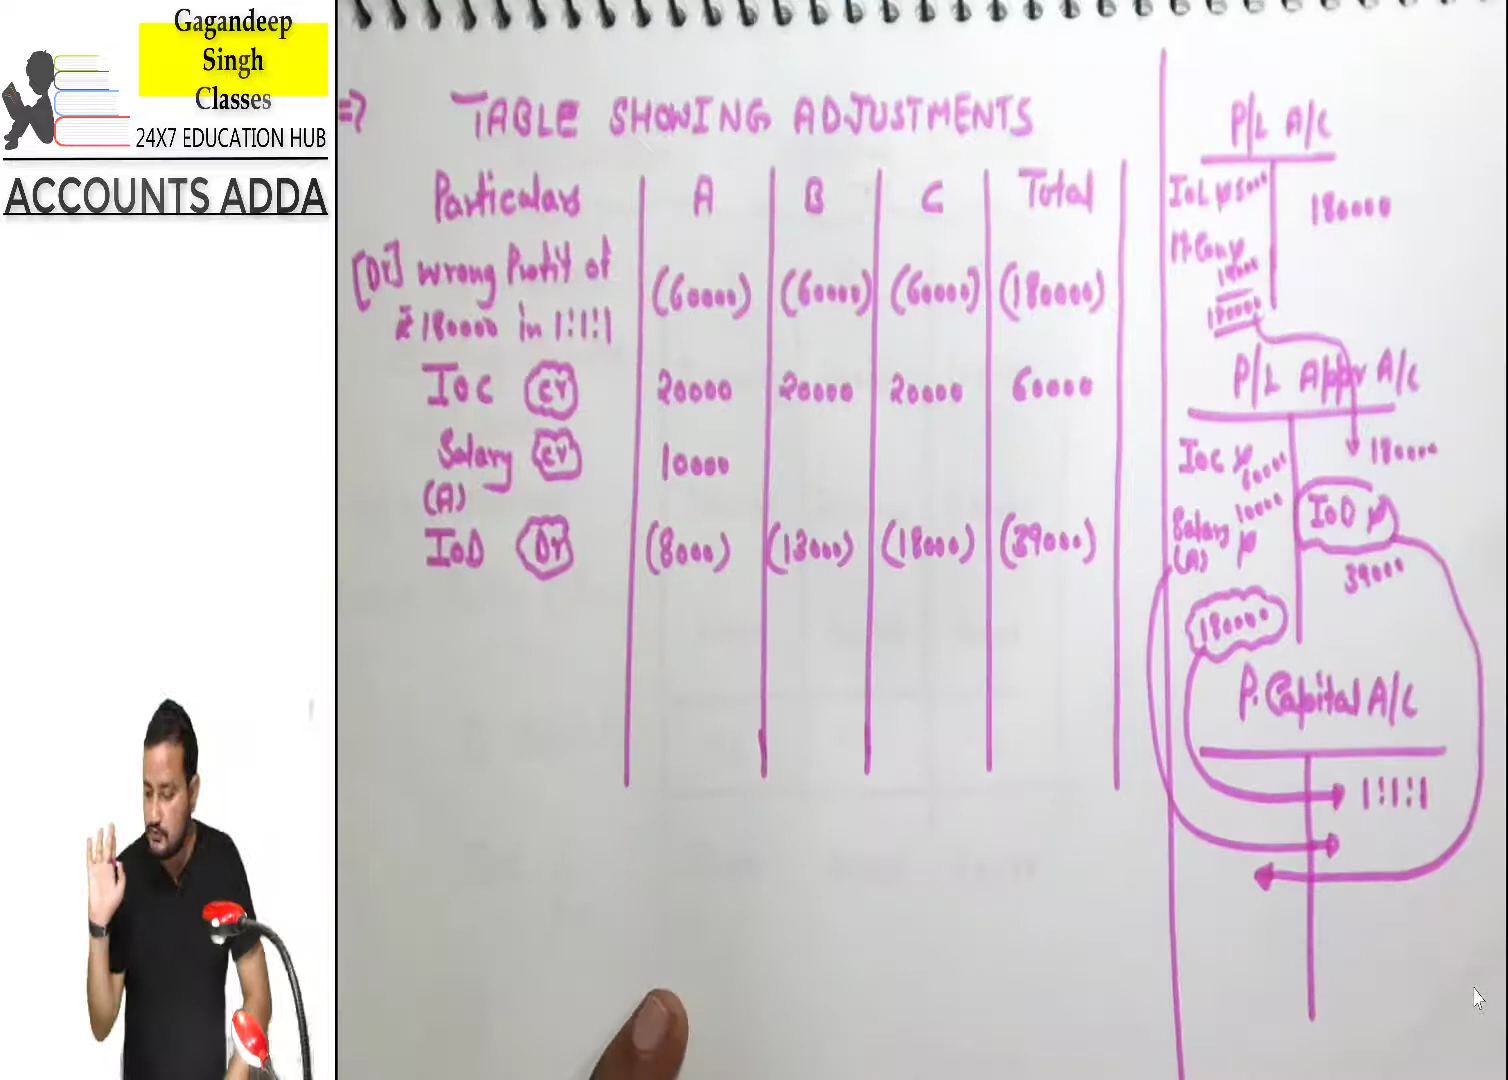 Gagandeep
Singh
Classes
24X7 EDUCATION HUB
ACCOUNTS ADDA
=> TABLE SHOWING ADJUSTMENTS
Particulars A B C Total
[Dr] wrong Profit of
₹ 180000 in 1:1:1 (60000) (60000) (60000) (180000)
IOC Cr 20000 20000 20000 60000
Salary Cr 10000
(A)
IOD Dr (8000) (13000) (18000) (39000)
P/L A/C
IOL
180000
P/L Appr A/C
180000
IOC
60000
Salary 10000
(A)
IOD
39000
180000
P. Capital A/C
1:1:1